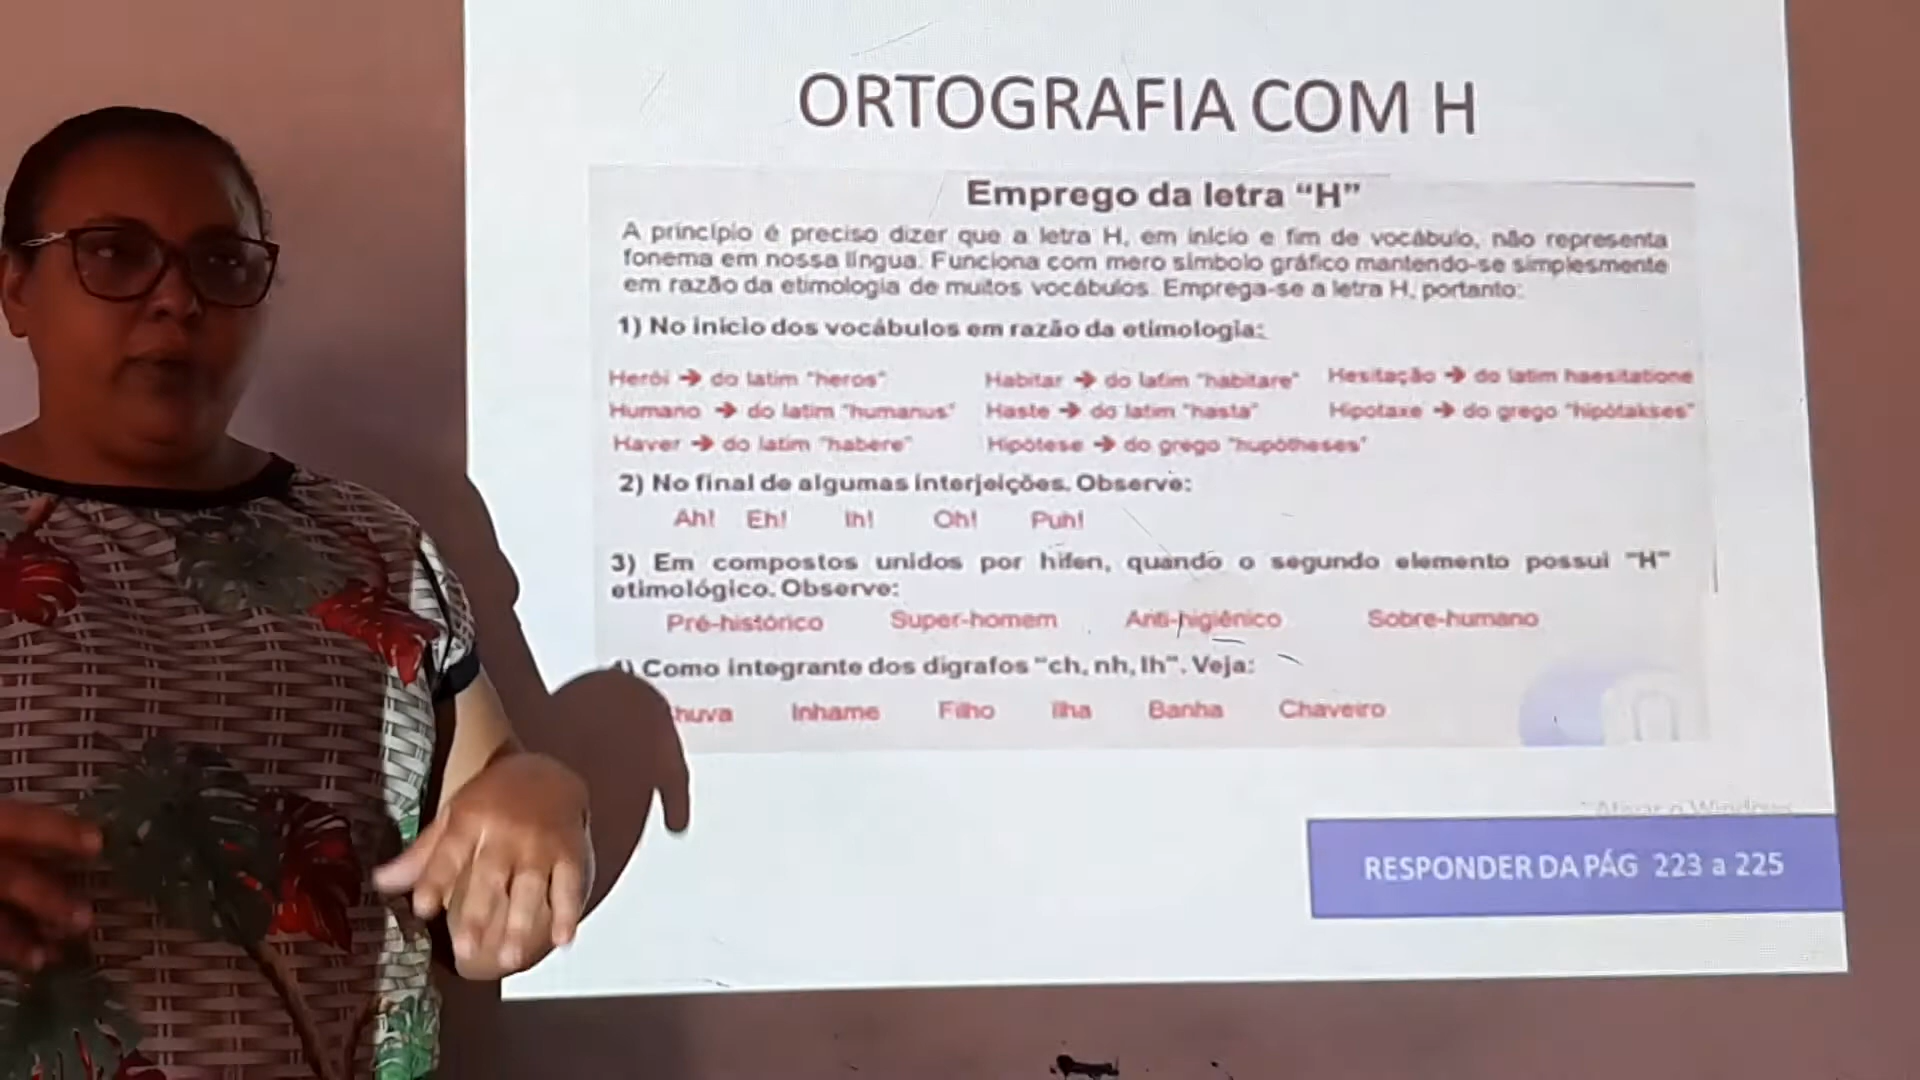 ORTOGRAFIA COM H
Emprego da letra “H”
A princípio é preciso dizer que a letra H, em início e fim de vocábulo, não representa
fonema em nossa língua. Funciona com mero símbolo gráfico mantendo-se simplesmente
em razão da etimologia de muitos vocábulos. Emprega-se a letra H, portanto:
1) No início dos vocábulos em razão da etimologia:
Herói ➔ do latim "heros" Habitar ➔ do latim "habitare" Hesitação ➔ do latim haesitatione
Humano ➔ do latim "humanus" Haste ➔ do latim "hasta" Hipotaxe ➔ do grego "hipótakses"
Haver ➔ do latim "habere" Hipótese ➔ do grego "hupótheses"
2) No final de algumas interjeições. Observe:
Ah! Eh! Ih! Oh! Puh!
3) Em compostos unidos por hífen, quando o segundo elemento possui "H"
etimológico. Observe:
Pré-histórico Super-homem Anti-higiênico Sobre-humano
4) Como integrante dos dígrafos "ch, nh, lh". Veja:
huva Inhame Filho Ilha Banha Chaveiro
Ativar o Windows
RESPONDER DA PÁG 223 a 225